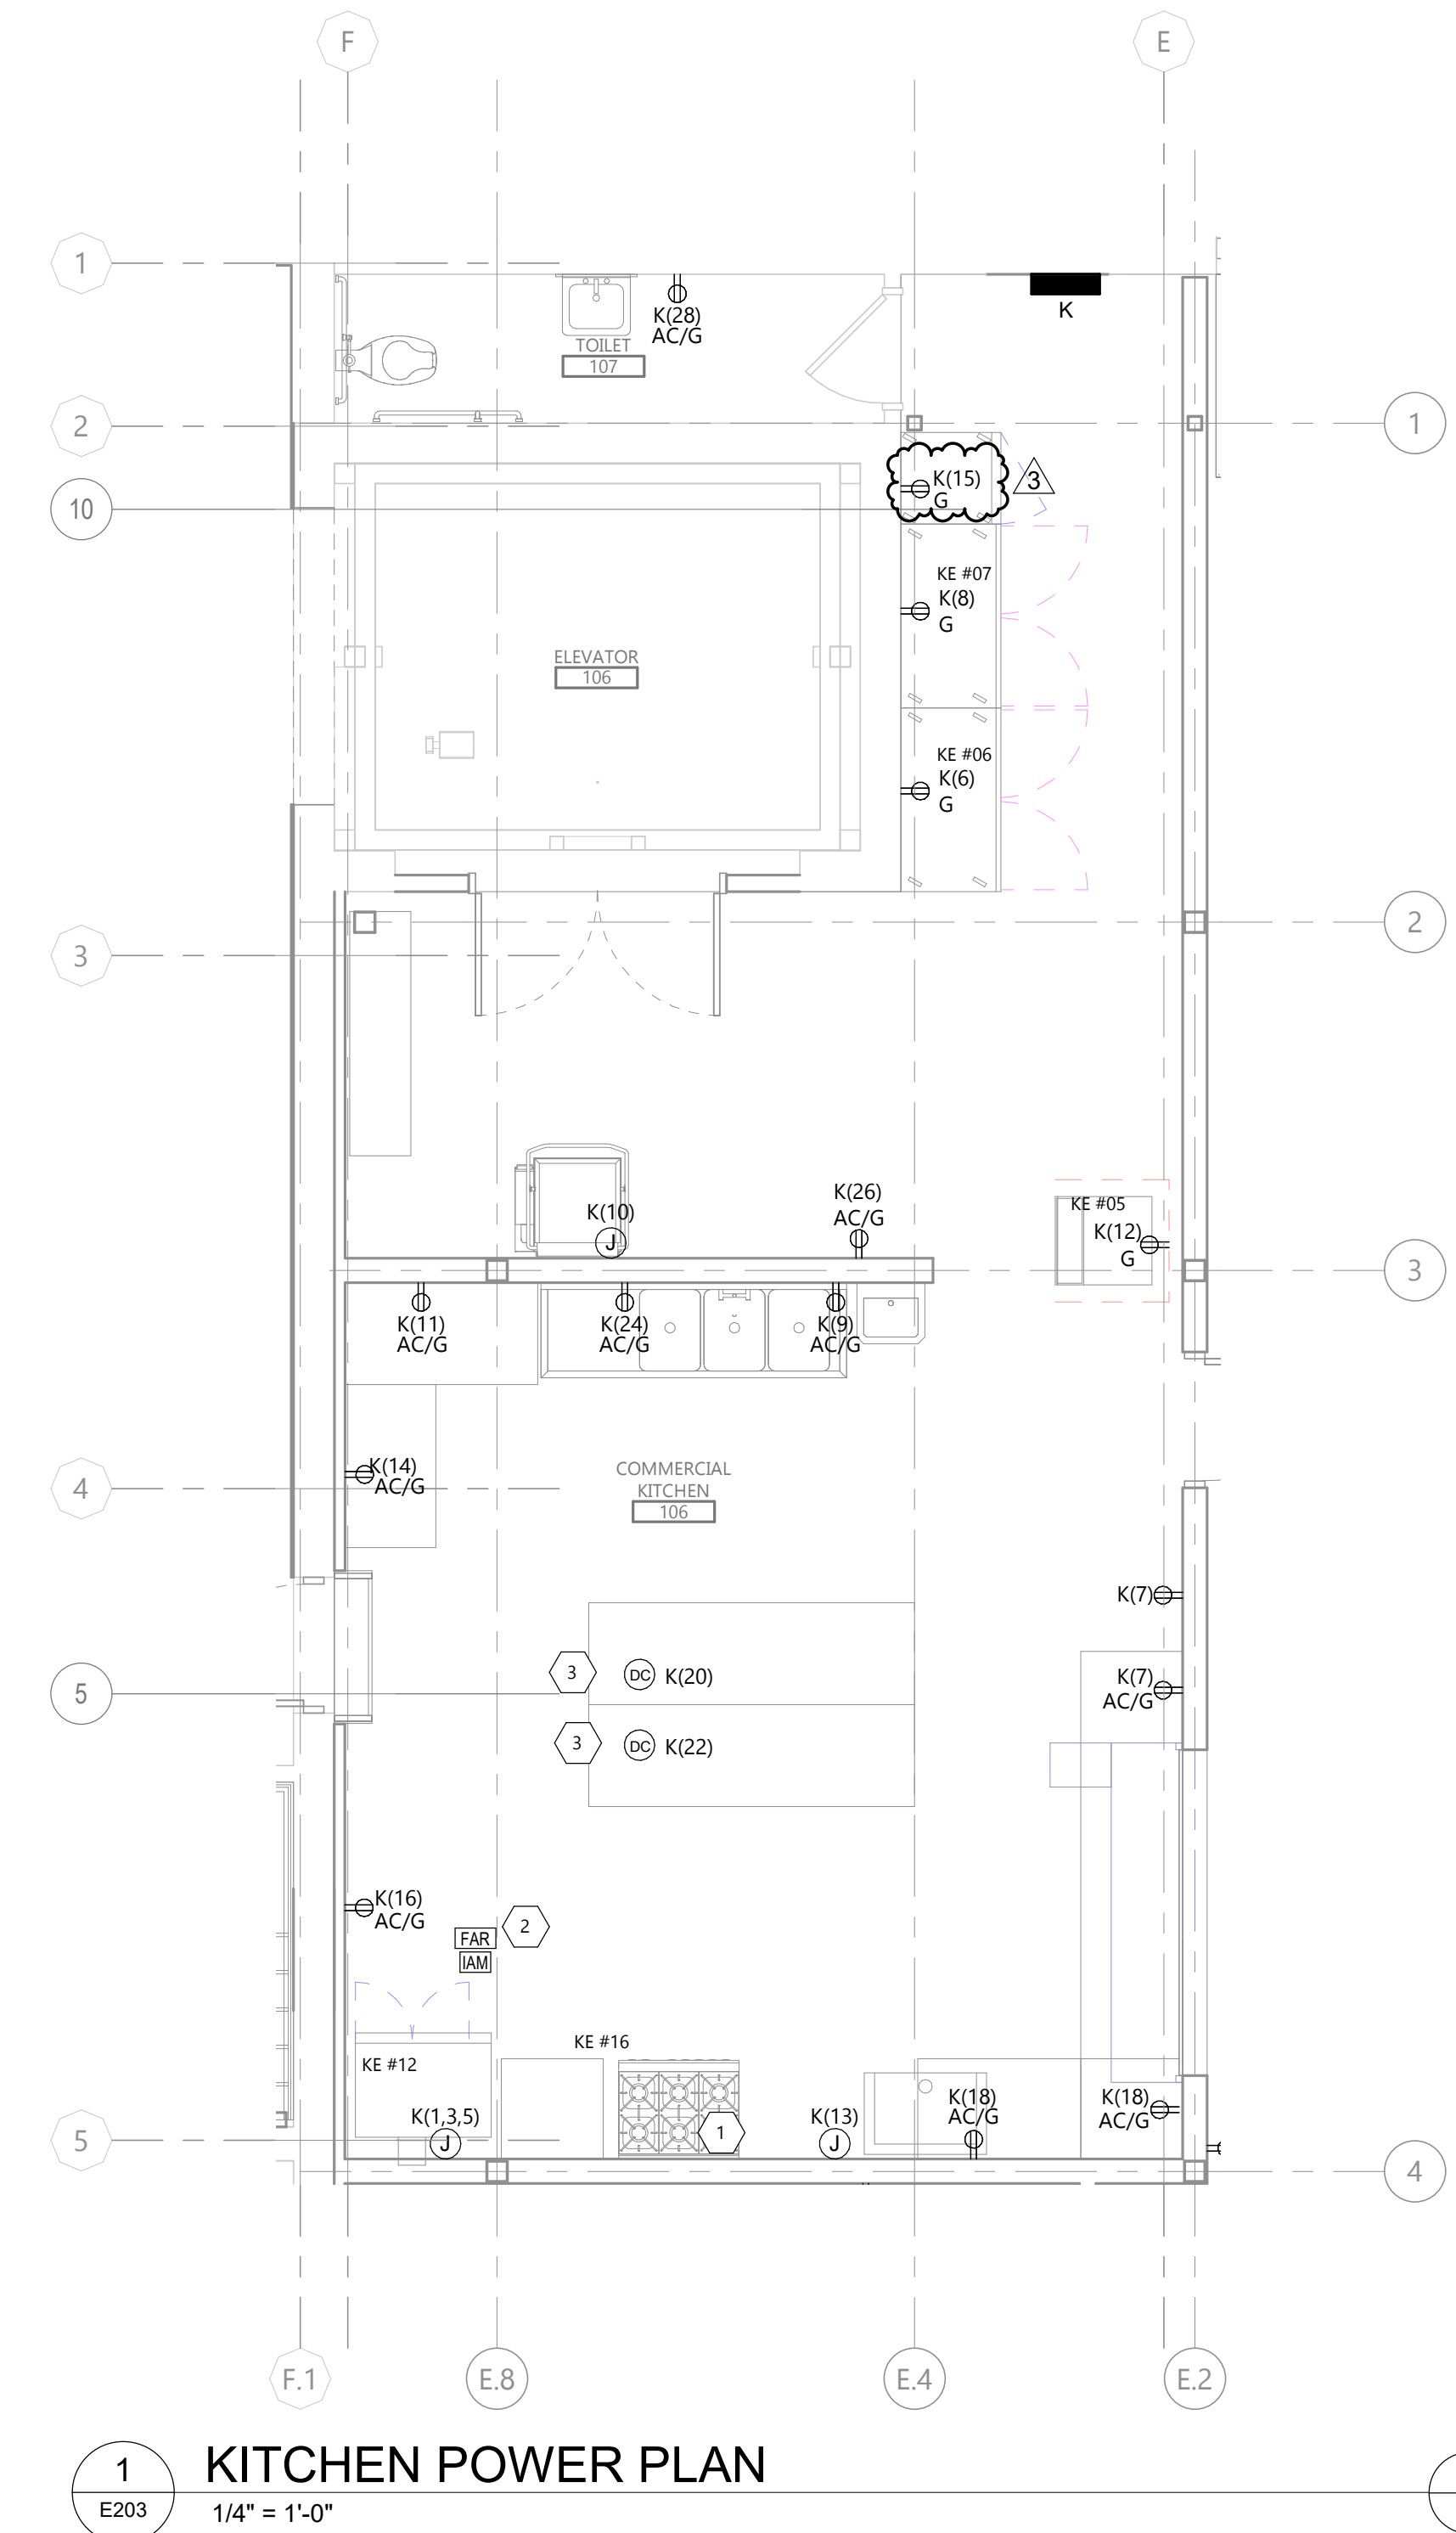 F
E
1
K
K(28)
AC/G
TOILET
107
2
1
K(15)
G
3
10
KE #07
K(8)
G
ELEVATOR
106
KE #06
K(6)
G
2
3
K(26)
AC/G
KE #05
K(12)
G
K(10)
J
3
K(11)
AC/G
K(24)
AC/G
K(9)
AC/G
K(14)
AC/G
COMMERCIAL
KITCHEN
106
4
K(7)
3
DC K(20)
K(7)
AC/G
5
3
DC K(22)
K(16)
AC/G
2
FAR
IAM
KE #16
KE #12
K(1,3,5)
J
1
K(13)
J
K(18)
AC/G
K(18)
AC/G
5
4
F.1
E.8
E.4
E.2
1
E203
KITCHEN POWER PLAN
1/4" = 1'-0"